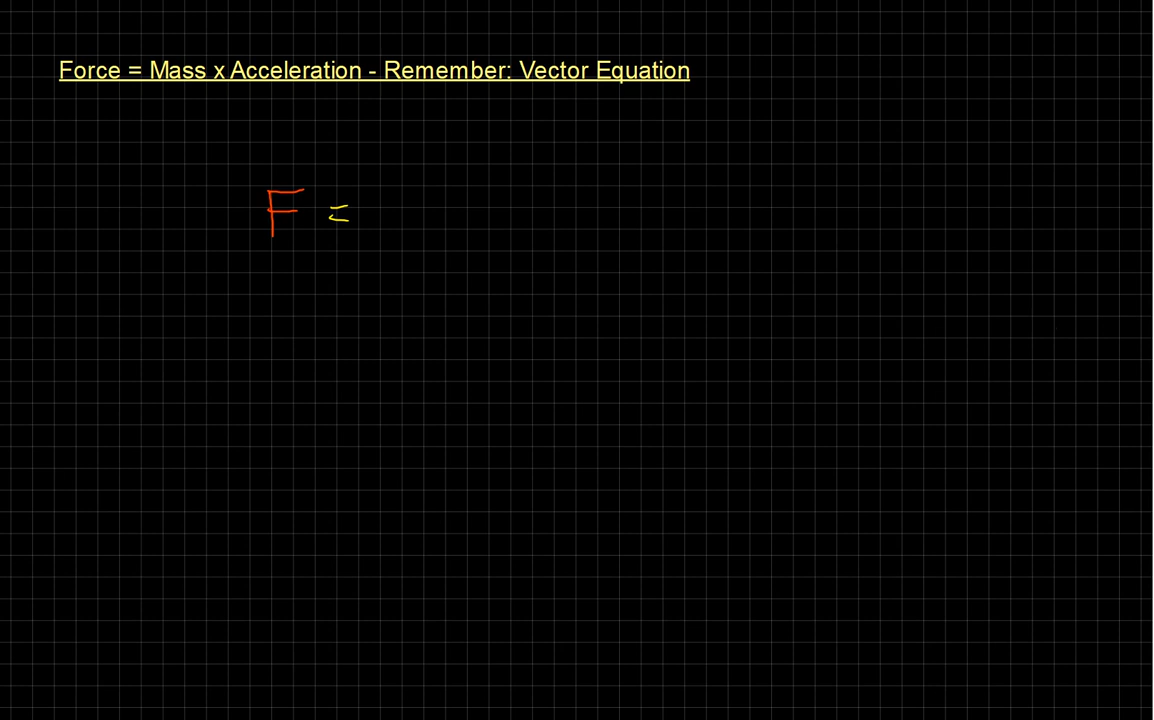 Force = Mass x Acceleration - Remember: Vector Equation
F =